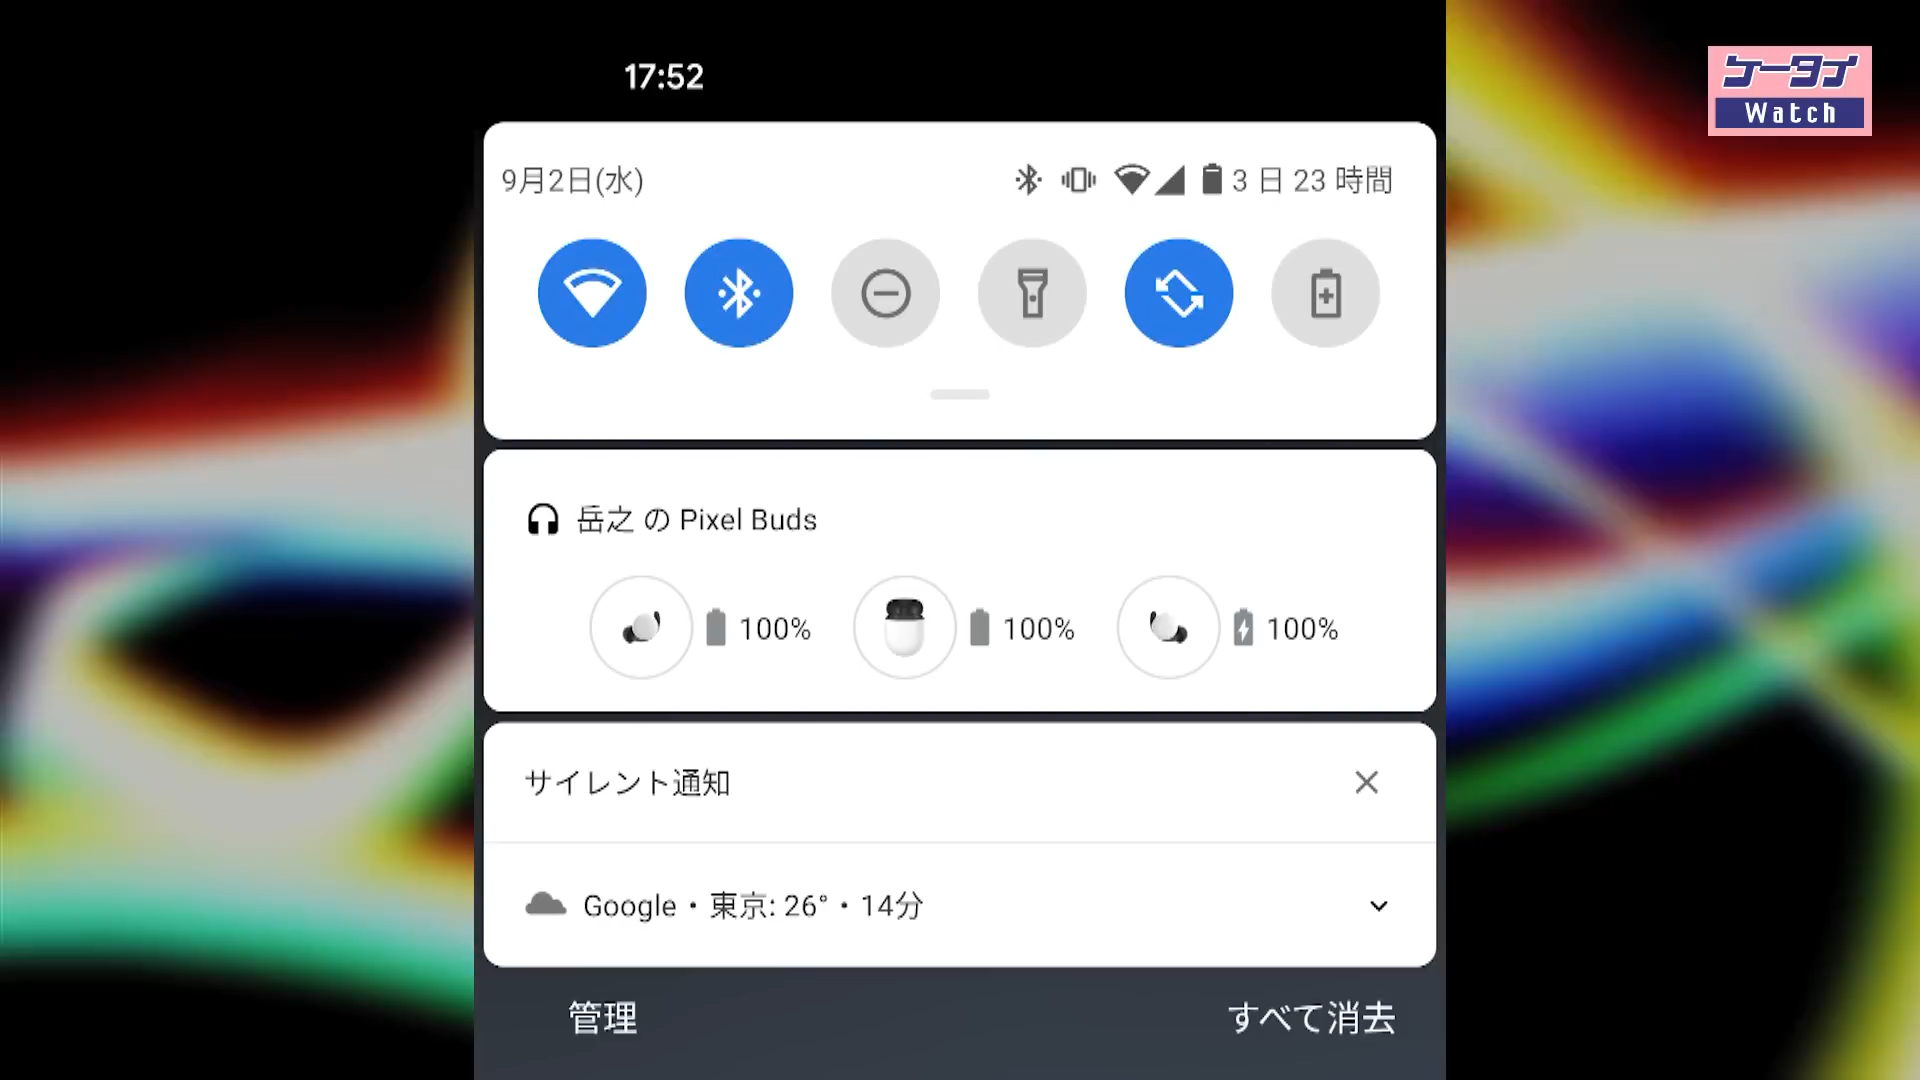 17:52
ケータイ
Watch
9月2日(水)
3 日 23 時間
岳之 の Pixel Buds
100%
100%
100%
サイレント通知
Google・東京: 26°・14分
管理
すべて消去